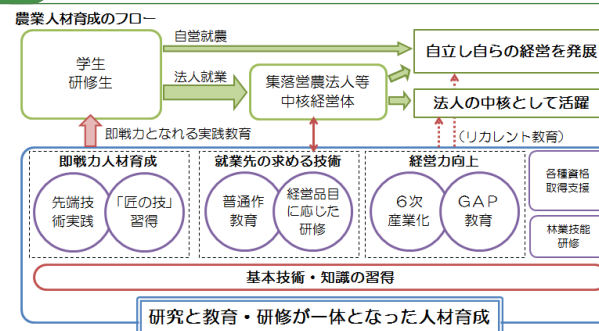 農業人材育成のフロー
学生
研修生
自営就農
法人就業
集落営農法人等
中核経営体
自立し自らの経営を発展
法人の中核として活躍
即戦力となれる実践教育
（リカレント教育）
即戦力人材育成
先端技
術実践
「匠の技」
習得
就業先の求める技術
普通作
教育
経営品目
に応じた
研修
経営力向上
６次
産業化
ＧＡＰ
教育
各種資格
取得支援
林業技能
研修
基本技術・知識の習得
研究と教育・研修が一体となった人材育成